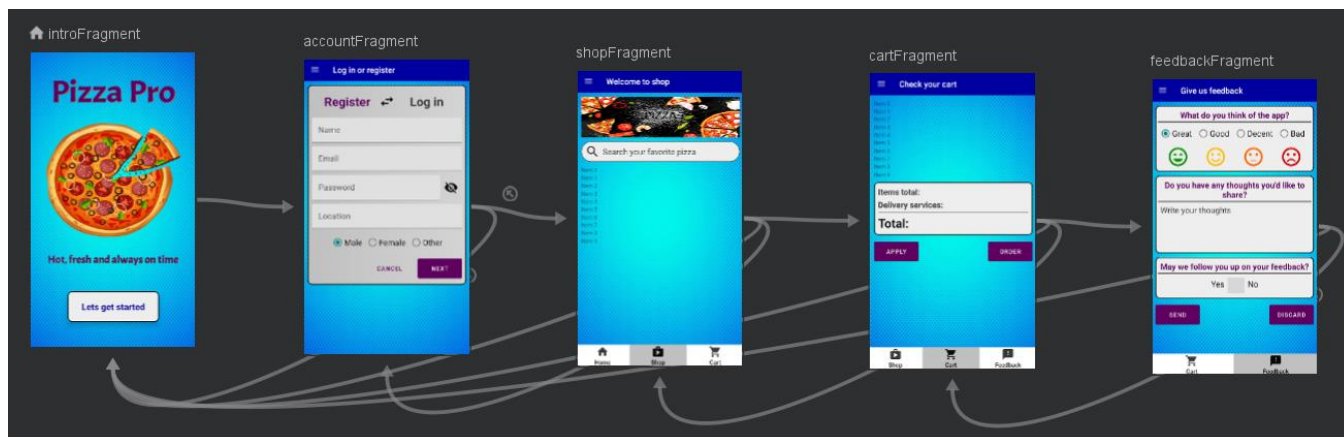 introFragment
Pizza Pro
Hot, fresh and always on time
Lets get started
accountFragment
Log in or register
Register Log in
Name
Email
Password
Location
Male Female Other
CANCEL NEXT
shopFragment
Welcome to shop
PIZZA
Search your favorite pizza
Home Shop Cart
cartFragment
Check your cart
Items total:
Delivery services:
Total:
APPLY ORDER
Shop Cart Feedback
feedbackFragment
Give us feedback
What do you think of the app?
Great Good Decent Bad
Do you have any thoughts you'd like to
share?
Write your thoughts
May we follow you up on your feedback?
Yes No
SEND DISCARD
Cart Feedback